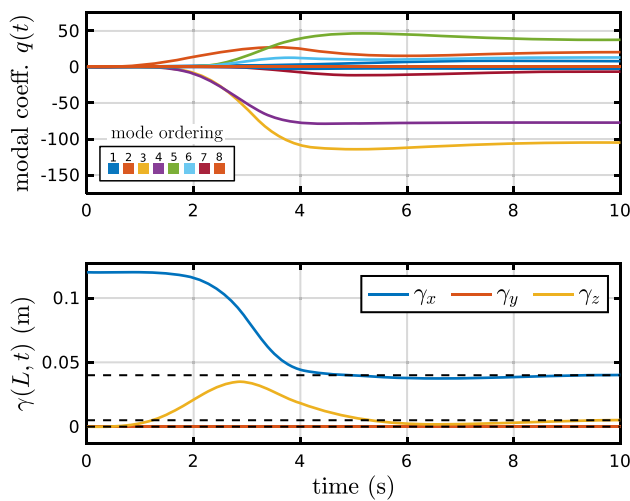 modal coeff. q(t)
50
0
-50
-100
-150
mode ordering
1 2 3 4 5 6 7 8
0 2 4 6 8 10
γ(L, t) (m)
0.1
0.05
0
γx γy γz
0 2 4 6 8 10
time (s)